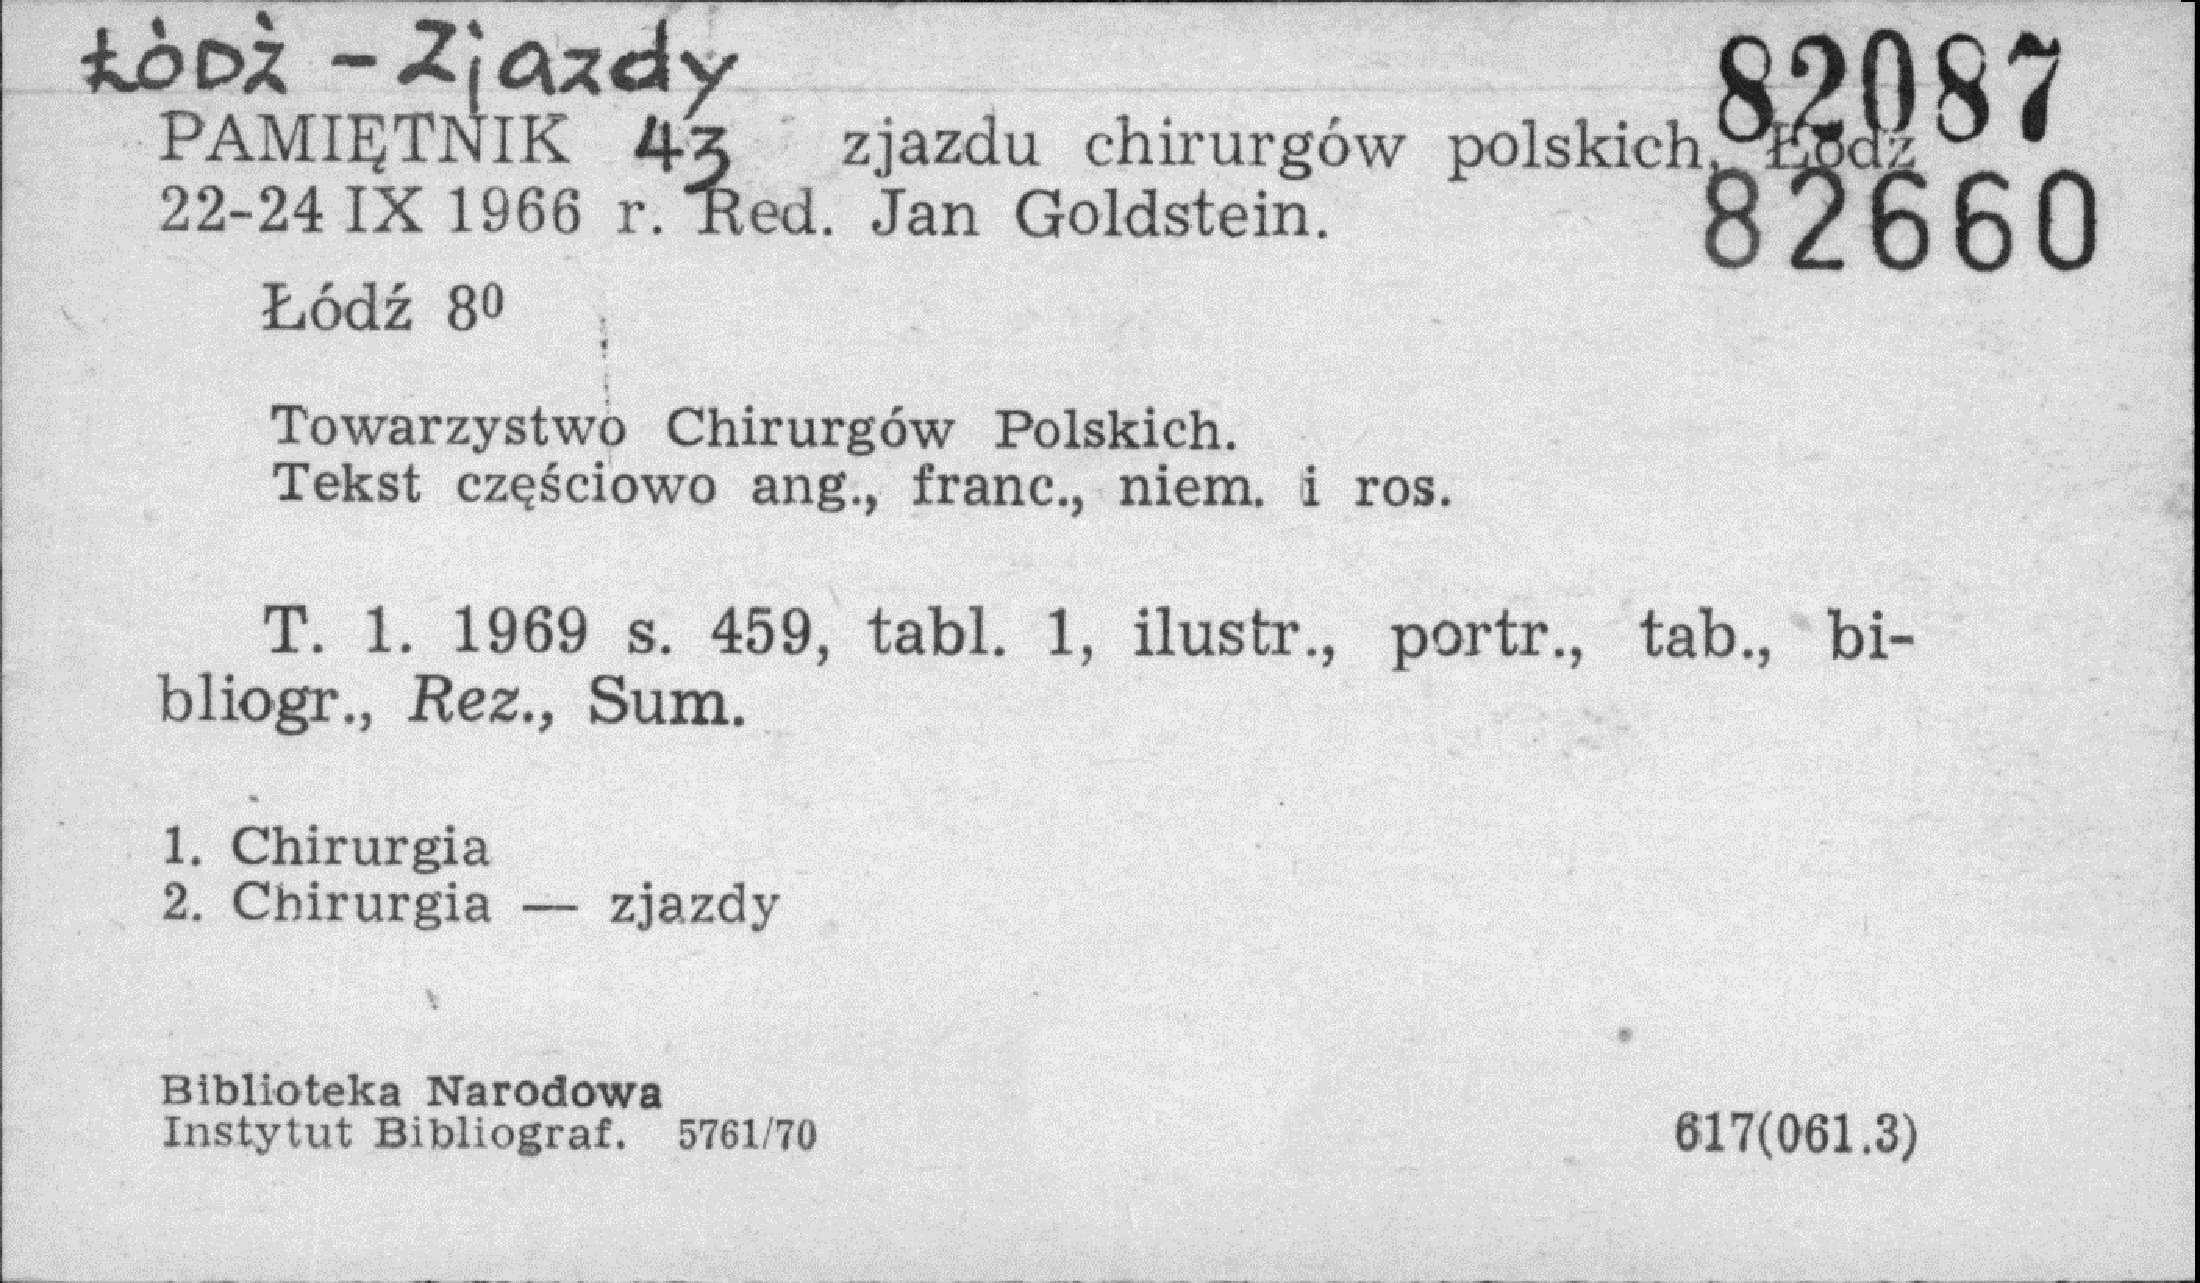 Łódź - Zjazdy
82087
PAMIĘTNIK 43 zjazdu chirurgów polskich, Łódź
82660
22-24 IX 1966 r. Red. Jan Goldstein.
Łódź 8⁰
Towarzystwo Chirurgów Polskich.
Tekst częściowo ang., franc., niem. i ros.
T. 1. 1969 s. 459, tabl. 1, ilustr., portr., tab., bi-
bliogr., Rez., Sum.
1. Chirurgia
2. Chirurgia — zjazdy
Biblioteka Narodowa
Instytut Bibliograf. 5761/70
617(061.3)